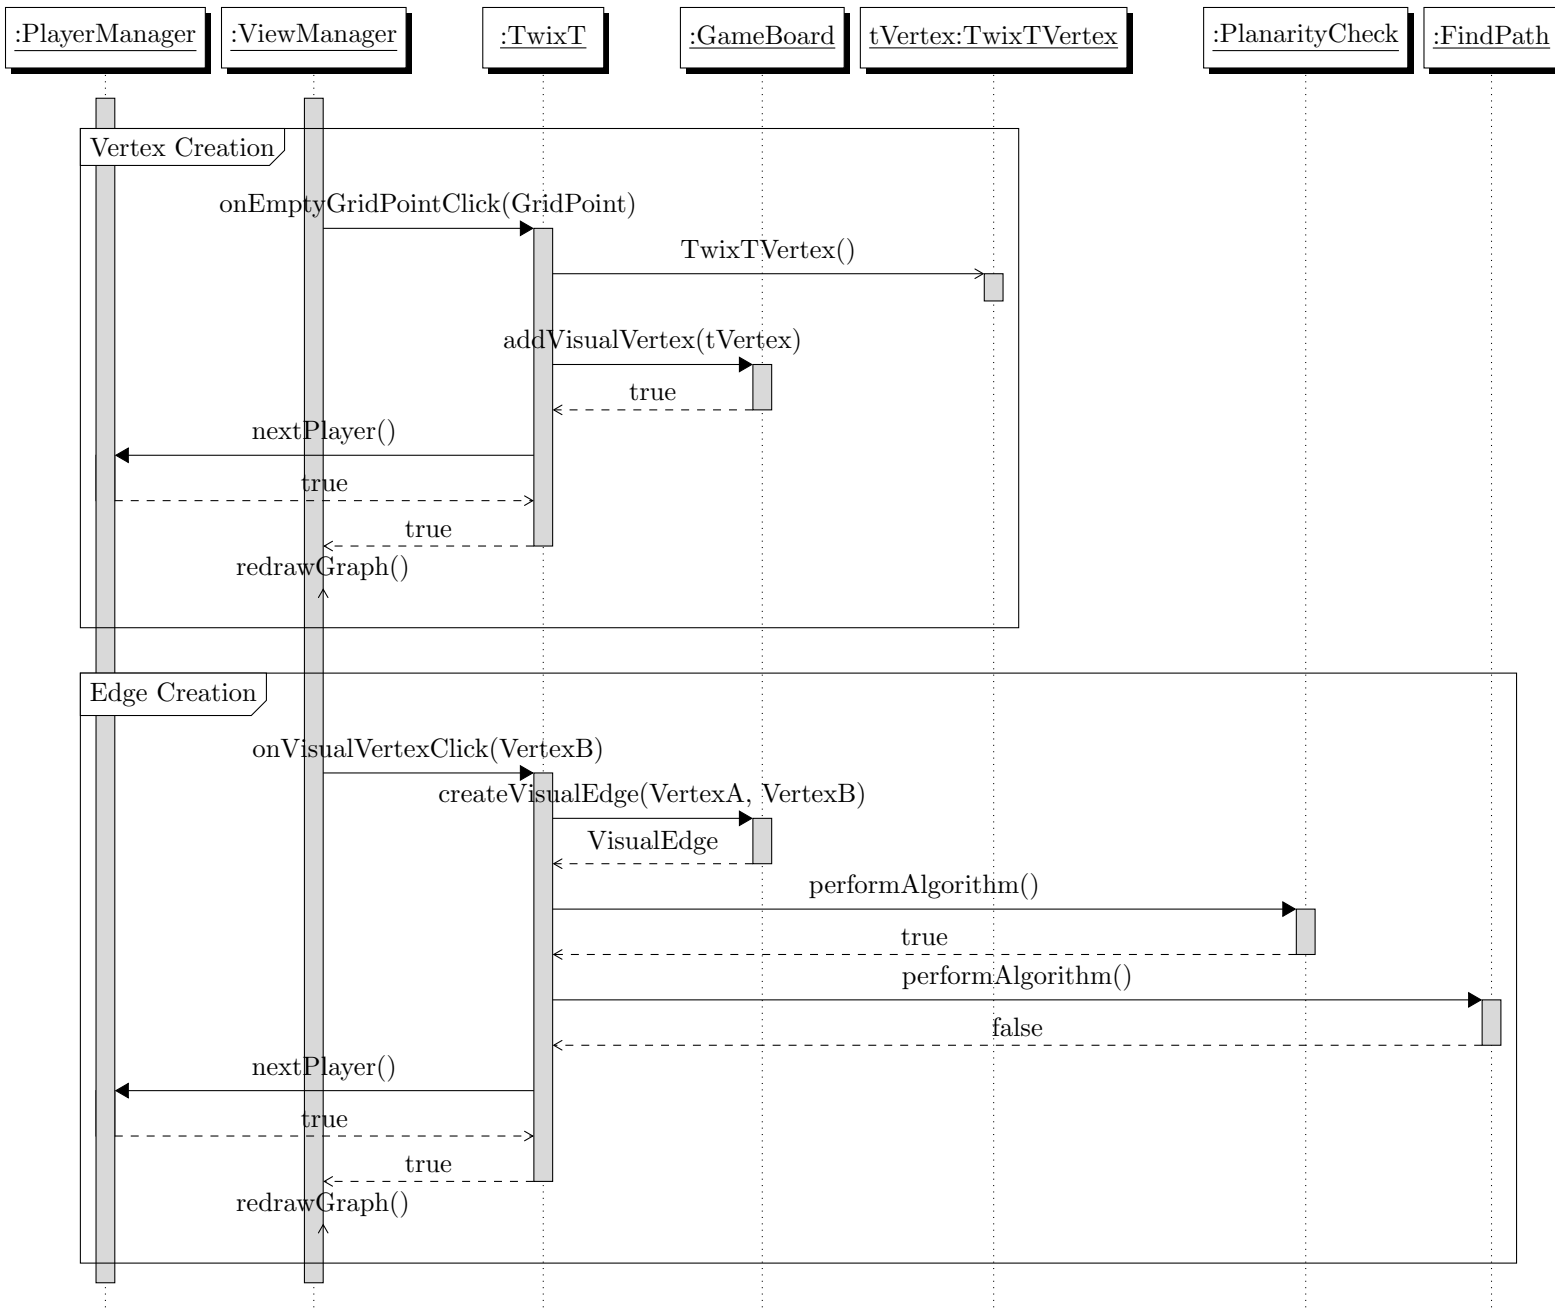 :PlayerManager
:ViewManager
:TwixT
:GameBoard
tVertex:TwixTVertex
:PlanarityCheck
:FindPath
Vertex Creation
onEmptyGridPointClick(GridPoint)
TwixTVertex()
addVisualVertex(tVertex)
true
nextPlayer()
true
true
redrawGraph()
Edge Creation
onVisualVertexClick(VertexB)
createVisualEdge(VertexA, VertexB)
VisualEdge
performAlgorithm()
true
performAlgorithm()
false
nextPlayer()
true
true
redrawGraph()